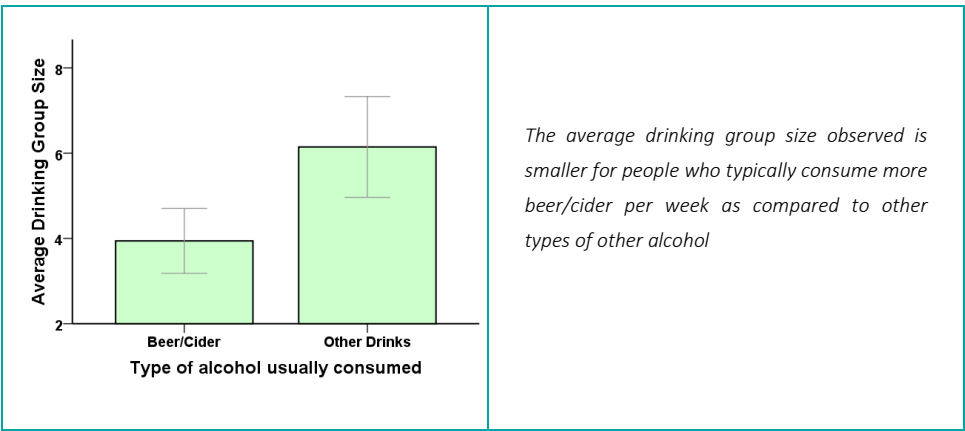 Average Drinking Group Size
8
6
4
2
Beer/Cider Other Drinks
Type of alcohol usually consumed
The average drinking group size observed is
smaller for people who typically consume more
beer/cider per week as compared to other
types of other alcohol